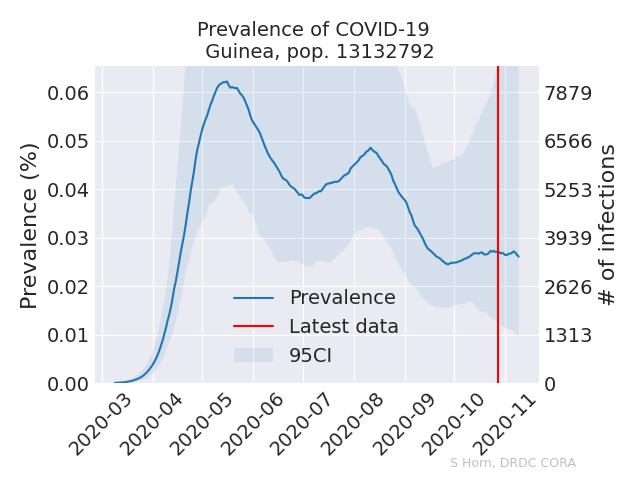 Prevalence of COVID-19
Guinea, pop. 13132792
Prevalence (%)
0.06
0.05
0.04
0.03
0.02
0.01
0.00
7879
6566
5253
3939
2626
1313
0
# of infections
Prevalence
Latest data
95CI
2020-03
2020-04
2020-05
2020-06
2020-07
2020-08
2020-09
2020-10
2020-11
S Horn, DRDC CORA